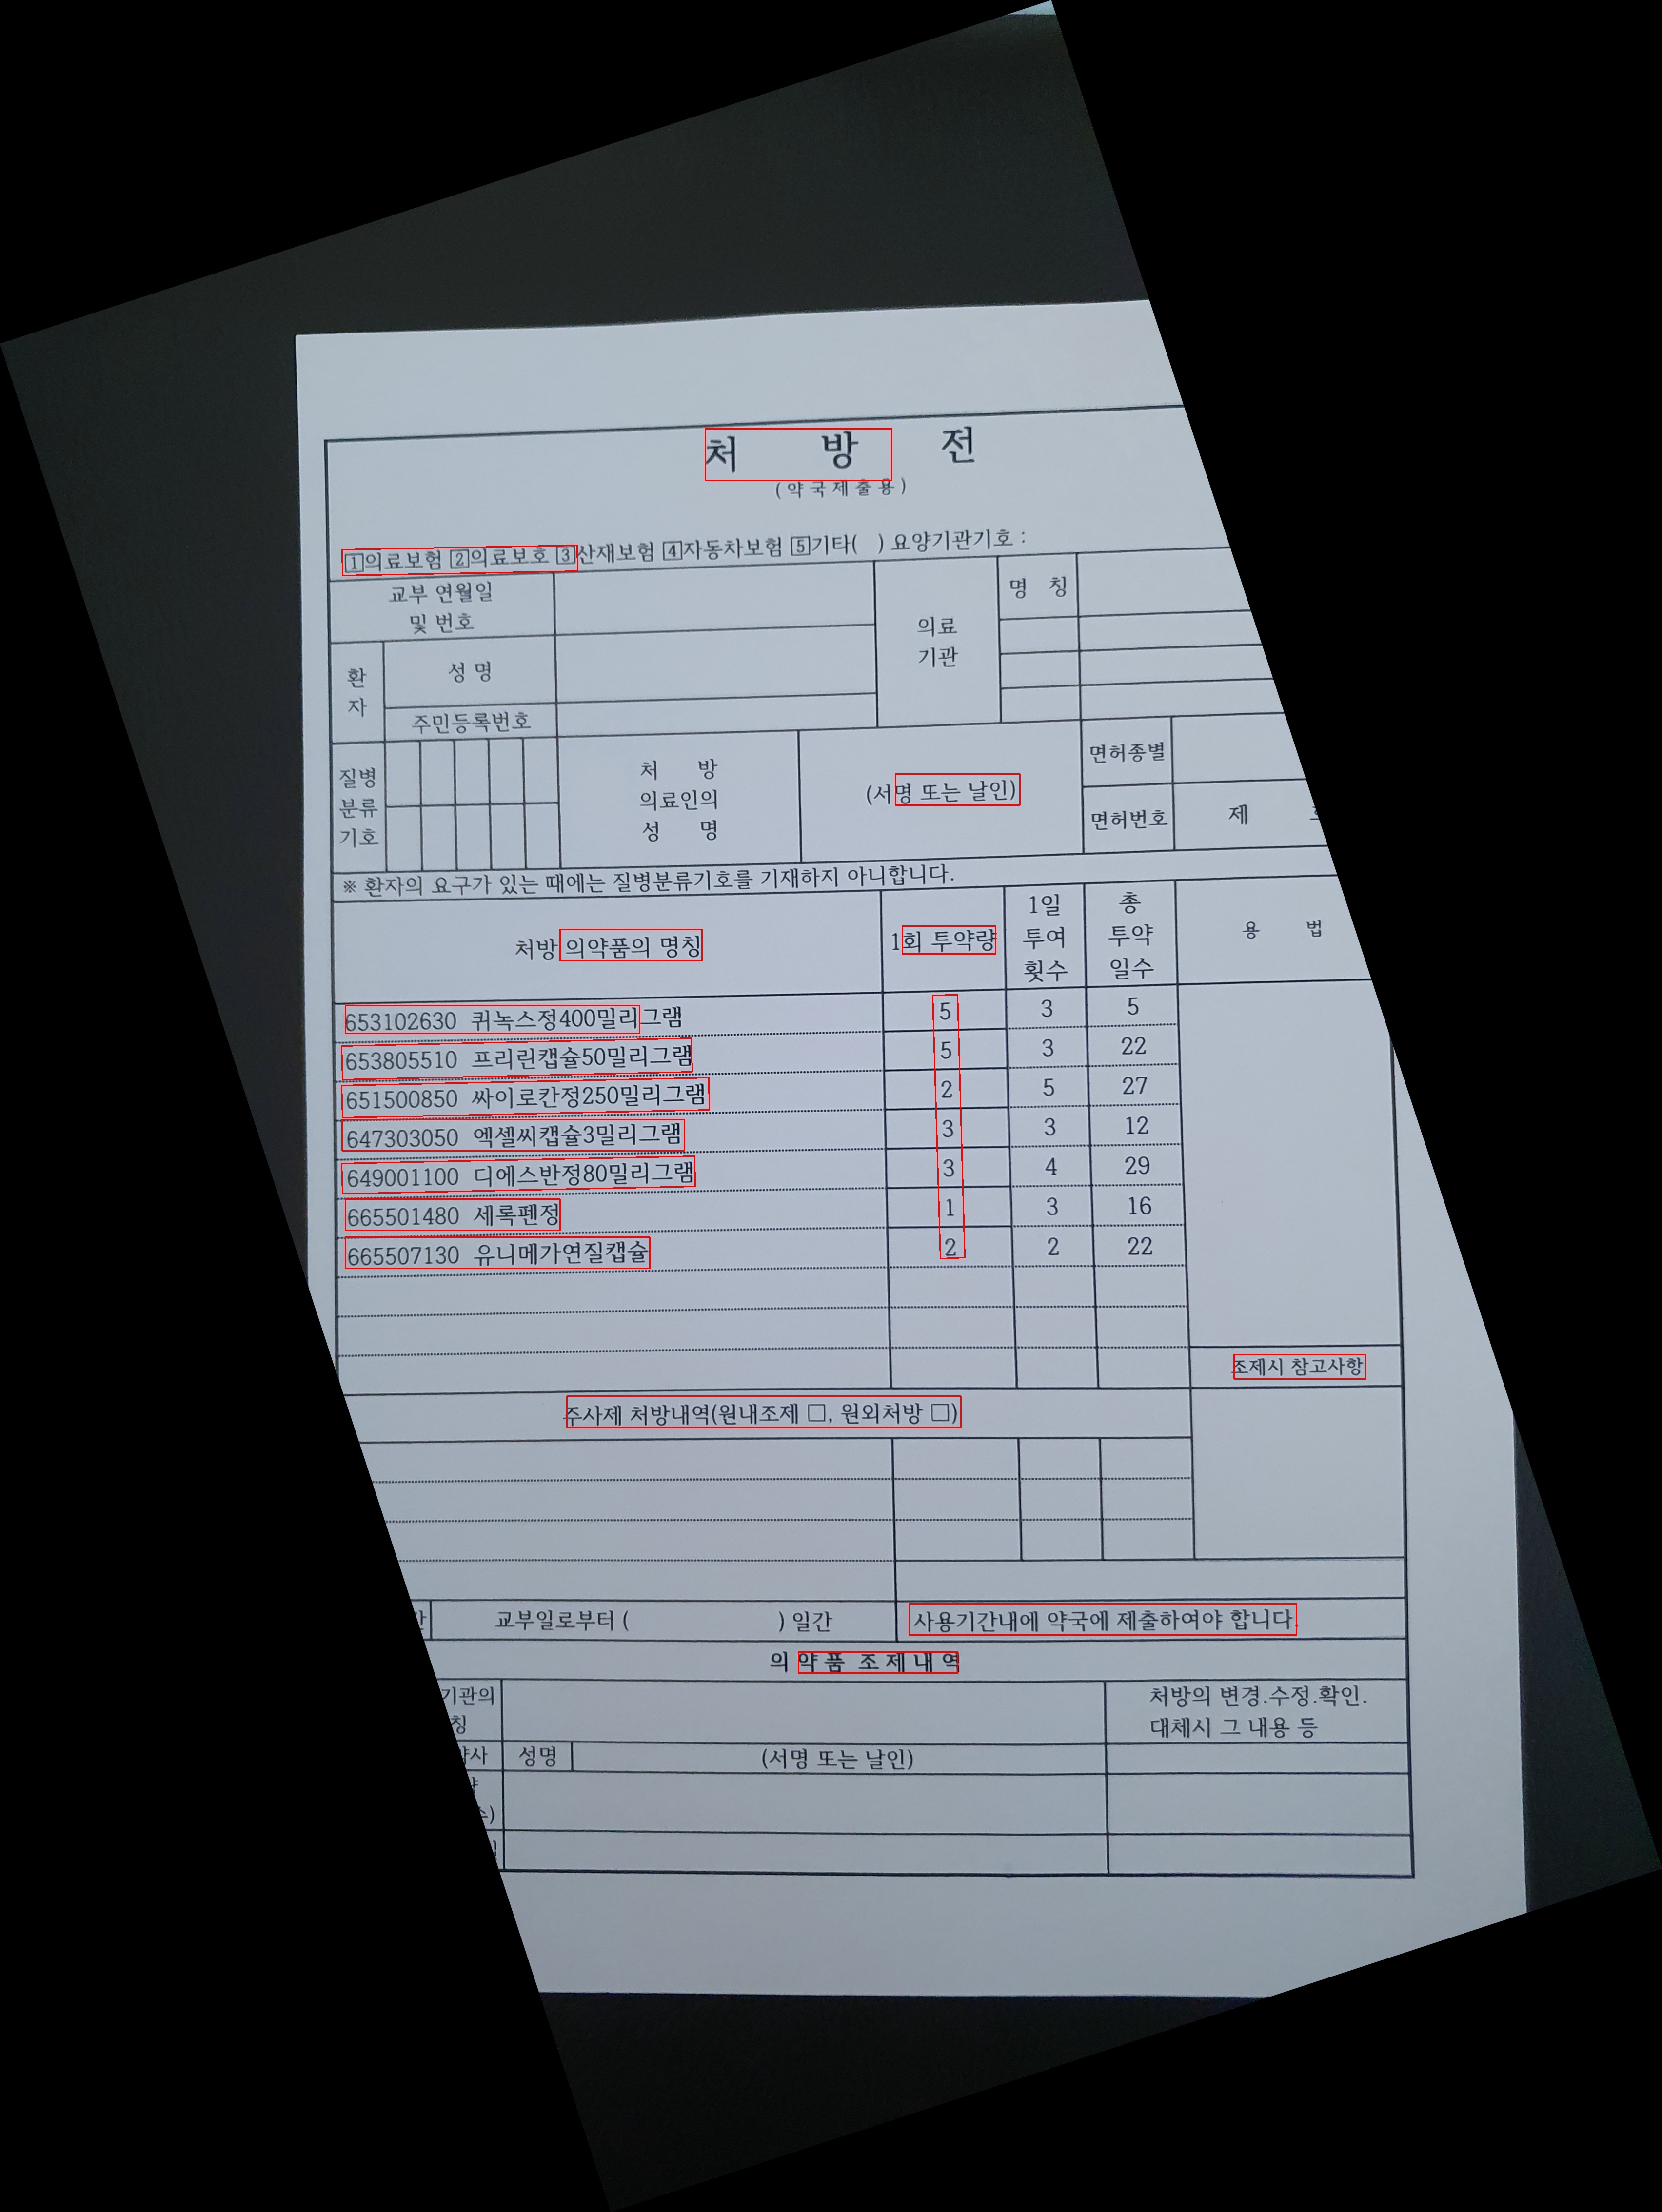 처 방 전
(약국제출용)
1의료보험 2의료보호 3산재보험 4자동차보험 5기타( ) 요양기관기호 :
교부 연월일
및 번호
의료
기관
명 칭
환
자
성 명
주민등록번호
질병
분류
기호
처 방
의료인의
성 명
(서명 또는 날인)
면허종별
면허번호
제
※ 환자의 요구가 있는 때에는 질병분류기호를 기재하지 아니합니다.
처방 의약품의 명칭
1회 투약량
1일
투여
횟수
총
투약
일수
용 법
653102630 퀴녹스정400밀리그램 5 3 5
653805510 프리린캡슐50밀리그램 5 3 22
651500850 싸이로칸정250밀리그램 2 5 27
647303050 엑셀씨캡슐3밀리그램 3 3 12
649001100 디에스반정80밀리그램 3 4 29
665501480 세록펜정 1 3 16
665507130 유니메가연질캡슐 2 2 22
조제시 참고사항
주사제 처방내역(원내조제 □, 원외처방 □)
교부일로부터 ( ) 일간
사용기간내에 약국에 제출하여야 합니다.
의 약 품 조 제 내 역
기관의
칭
처방의 변경.수정.확인.
대체시 그 내용 등
약사 성명 (서명 또는 날인)